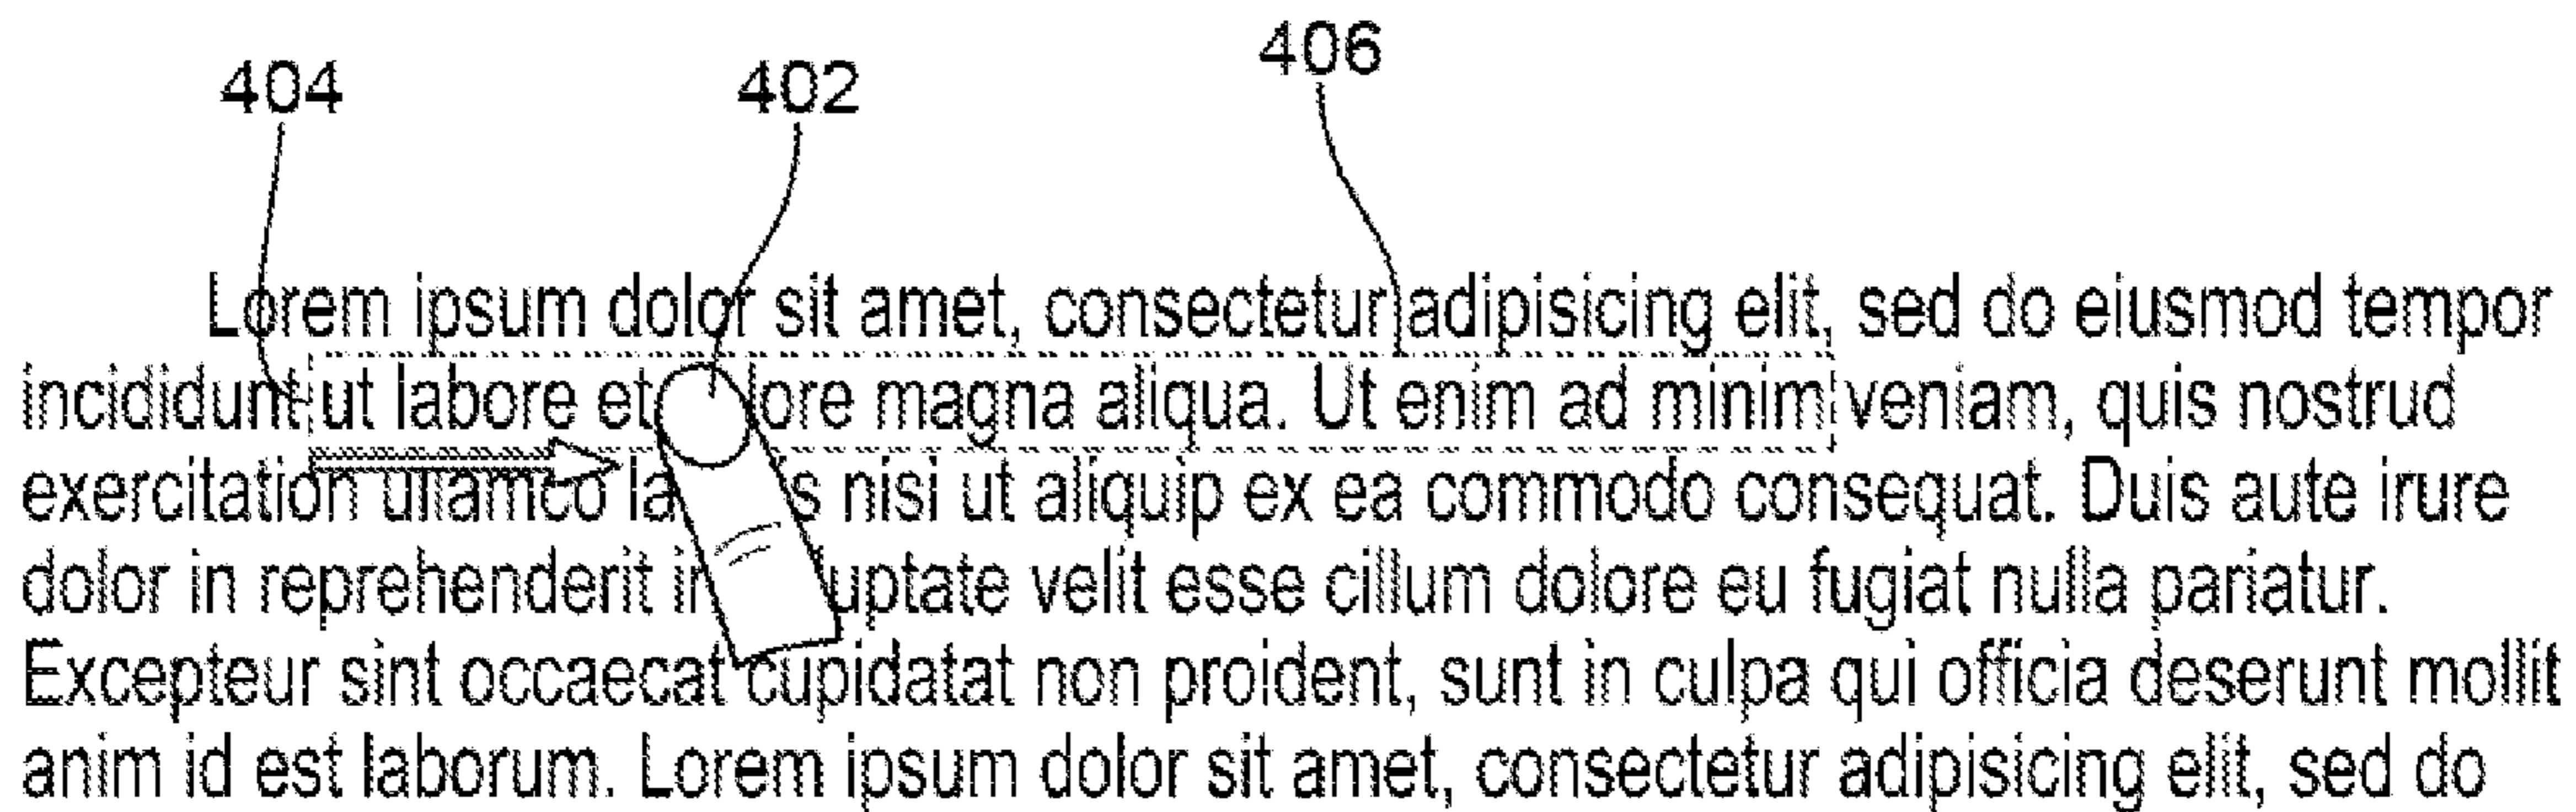 406
404 402
Lorem ipsum dolor sit amet, consectetur adipisicing elit, sed do eiusmod tempor
incididunt ut labore et lore magna aliqua. Ut enim ad minim veniam, quis nostrud
exercitation ullamco la s nisi ut aliquip ex ea commodo consequat. Duis aute irure
dolor in reprehenderit in uptate velit esse cillum dolore eu fugiat nulla pariatur.
Excepteur sint occaecat cupidatat non proident, sunt in culpa qui officia deserunt mollit
anim id est laborum. Lorem ipsum dolor sit amet, consectetur adipisicing elit, sed do